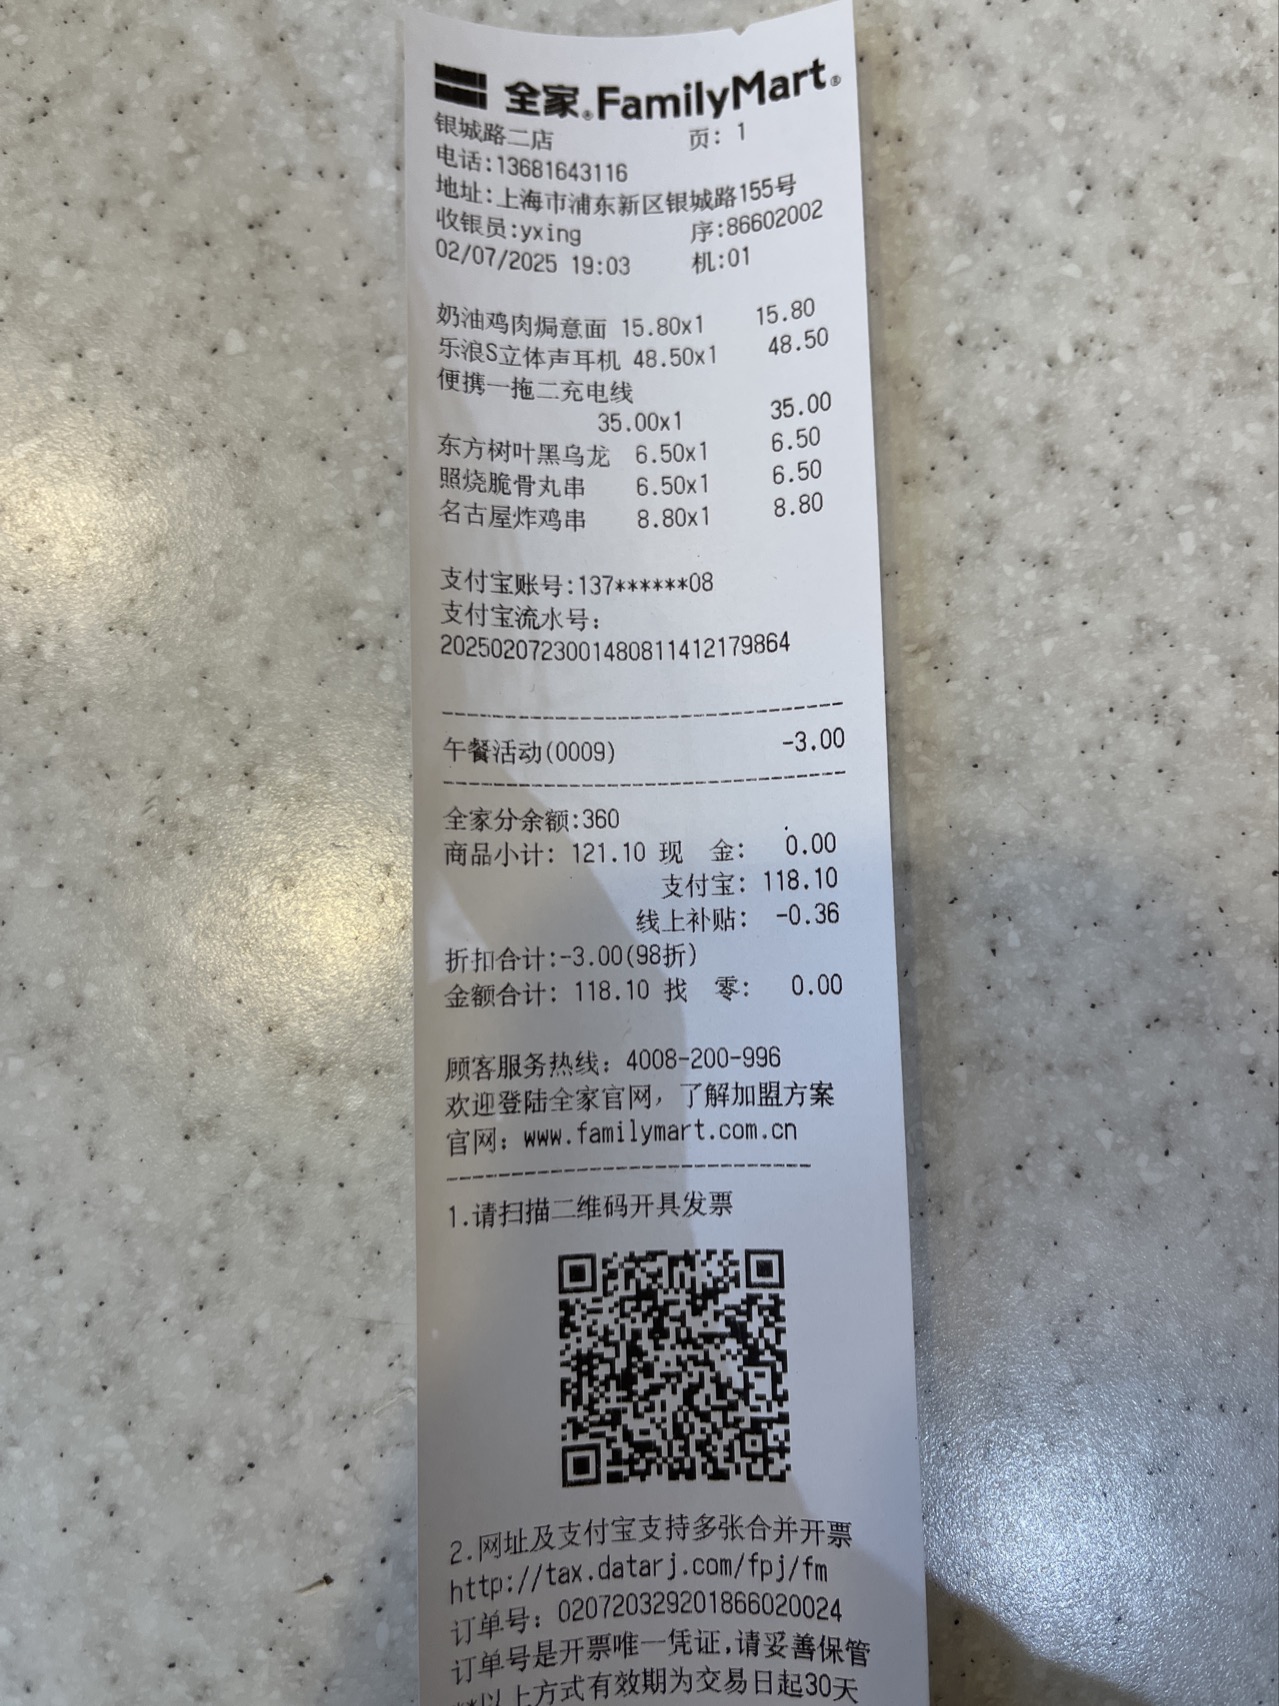 全家®FamilyMart®
银城路二店 页: 1
电话:13681643116
地址:上海市浦东新区银城路155号
收银员:yxing 序:86602002
02/07/2025 19:03 机:01
奶油鸡肉焗意面 15.80x1 15.80
乐浪S立体声耳机 48.50x1 48.50
便携一拖二充电线
35.00x1 35.00
东方树叶黑乌龙 6.50x1 6.50
照烧脆骨丸串 6.50x1 6.50
名古屋炸鸡串 8.80x1 8.80
支付宝账号:137******08
支付宝流水号:
2025020723001480811412179864
午餐活动(0009) -3.00
全家分余额:360
商品小计: 121.10 现 金: 0.00
支付宝: 118.10
线上补贴: -0.36
折扣合计:-3.00(98折)
金额合计: 118.10 找 零: 0.00
顾客服务热线: 4008-200-996
欢迎登陆全家官网, 了解加盟方案
官网: www.familymart.com.cn
1.请扫描二维码开具发票
2.网址及支付宝支持多张合并开票
http://tax.datarj.com/fpj/fm
订单号: 020720329201866020024
订单号是开票唯一凭证,请妥善保管
以上方式有效期为交易日起30天